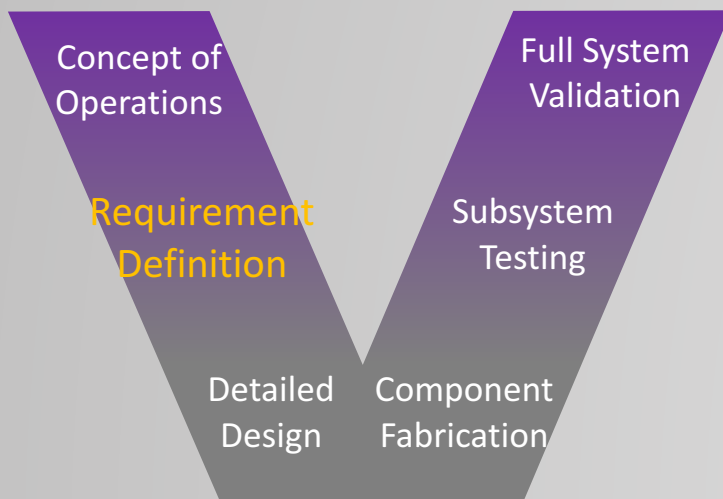 Concept of
Operations
Requirement
Definition
Detailed
Design
Component
Fabrication
Subsystem
Testing
Full System
Validation